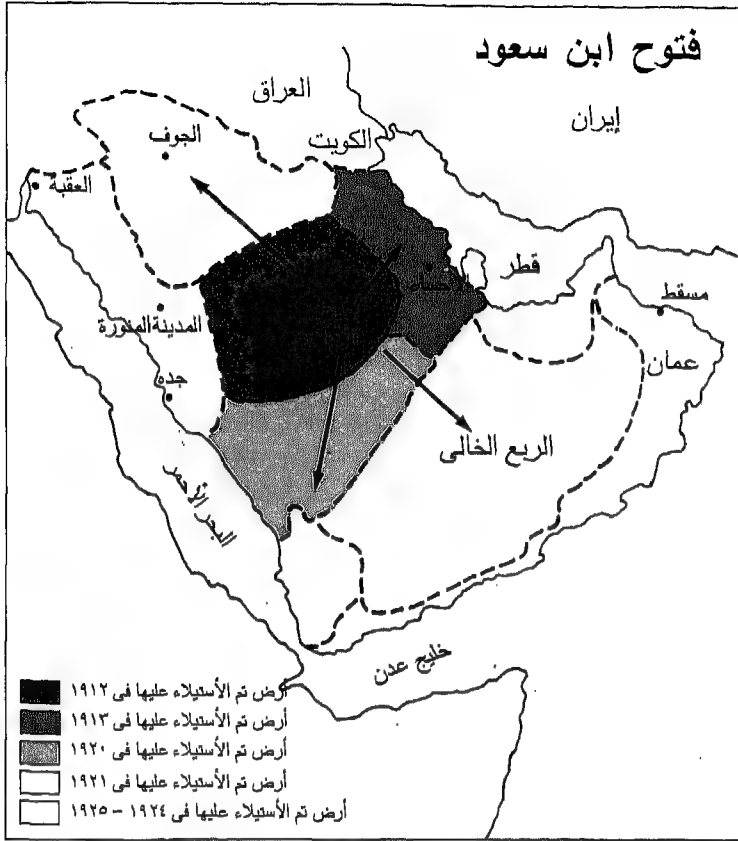 فتوح ابن سعود
العراق
إيران
الجوف
الكويت
العقبة
قطر
مسقط
المدينة المنورة
عمان
جده
الربع الخالى
البحر الأحمر
خليج عدن
أرض تم الأستيلاء عليها فى ١٩١٢
أرض تم الأستيلاء عليها فى ١٩١٣
أرض تم الأستيلاء عليها فى ١٩٢٠
أرض تم الأستيلاء عليها فى ١٩٢١
أرض تم الأستيلاء عليها فى ١٩٢٤ – ١٩٢٥